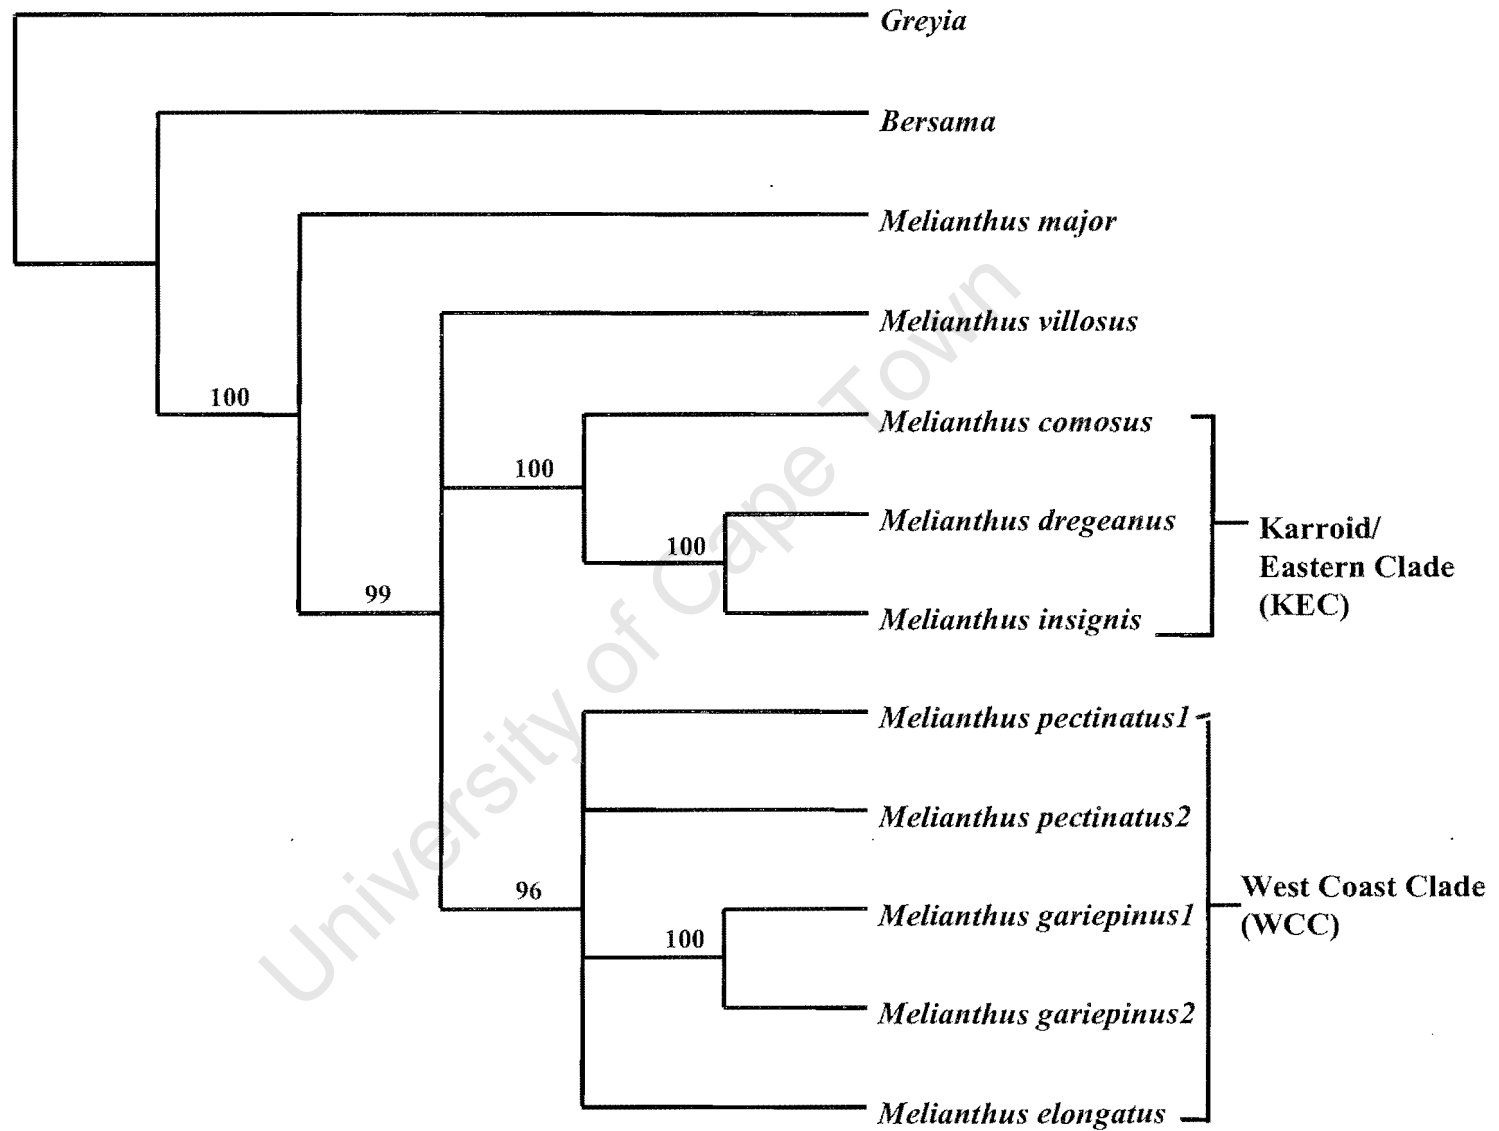 Greyia
Bersama
Melianthus major
Melianthus villosus
100
Melianthus comosus
100
Melianthus dregeanus
100
Karroid/
Eastern Clade
(KEC)
99
Melianthus insignis
Melianthus pectinatus1
Melianthus pectinatus2
96
West Coast Clade
(WCC)
Melianthus gariepinus1
100
Melianthus gariepinus2
Melianthus elongatus
University of Cape Town